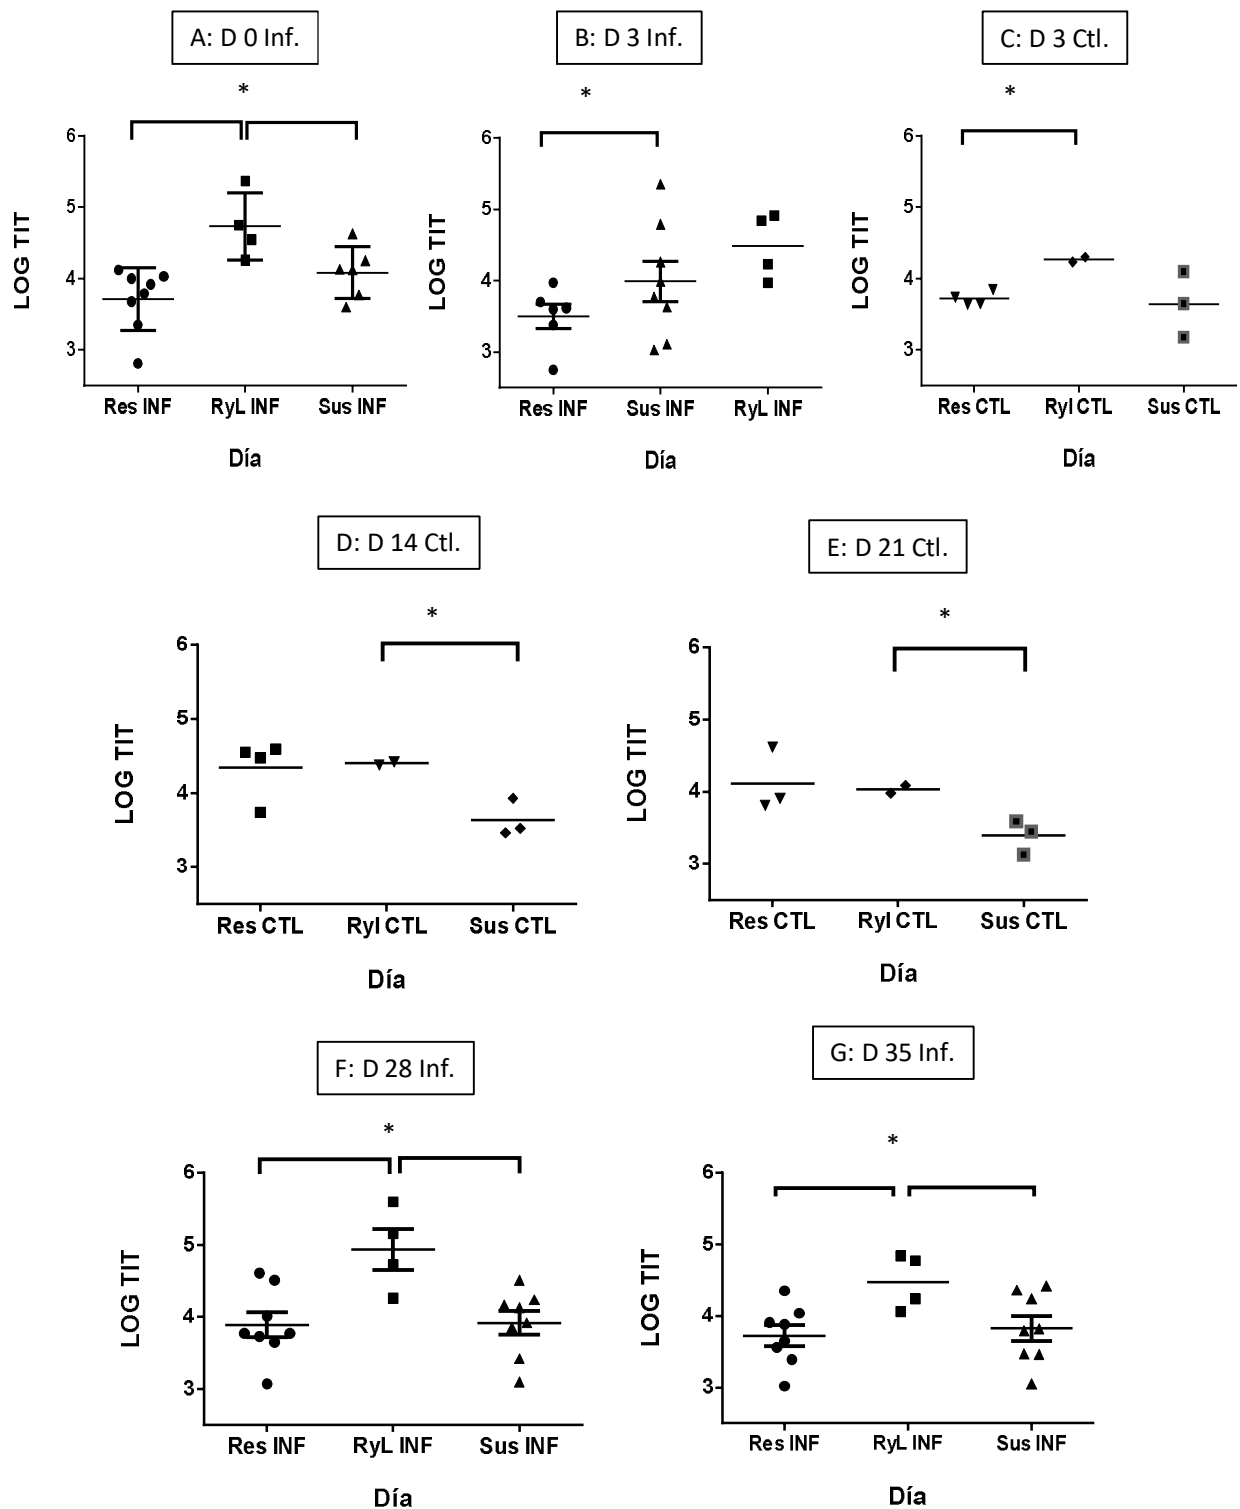 A: D 0 Inf.
*
6
5
4
3
LOG TIT
Res INF RyL INF Sus INF
Día
B: D 3 Inf.
*
6
5
4
3
LOG TIT
Res INF Sus INF RyL INF
Día
C: D 3 Ctl.
*
6
5
4
3
LOG TIT
Res CTL Ryl CTL Sus CTL
Día
D: D 14 Ctl.
*
6
5
4
3
LOG TIT
Res CTL Ryl CTL Sus CTL
Día
E: D 21 Ctl.
*
6
5
4
3
LOG TIT
Res CTL Ryl CTL Sus CTL
Día
F: D 28 Inf.
*
6
5
4
3
LOG TIT
Res INF RyL INF Sus INF
Día
G: D 35 Inf.
*
6
5
4
3
LOG TIT
Res INF RyL INF Sus INF
Día